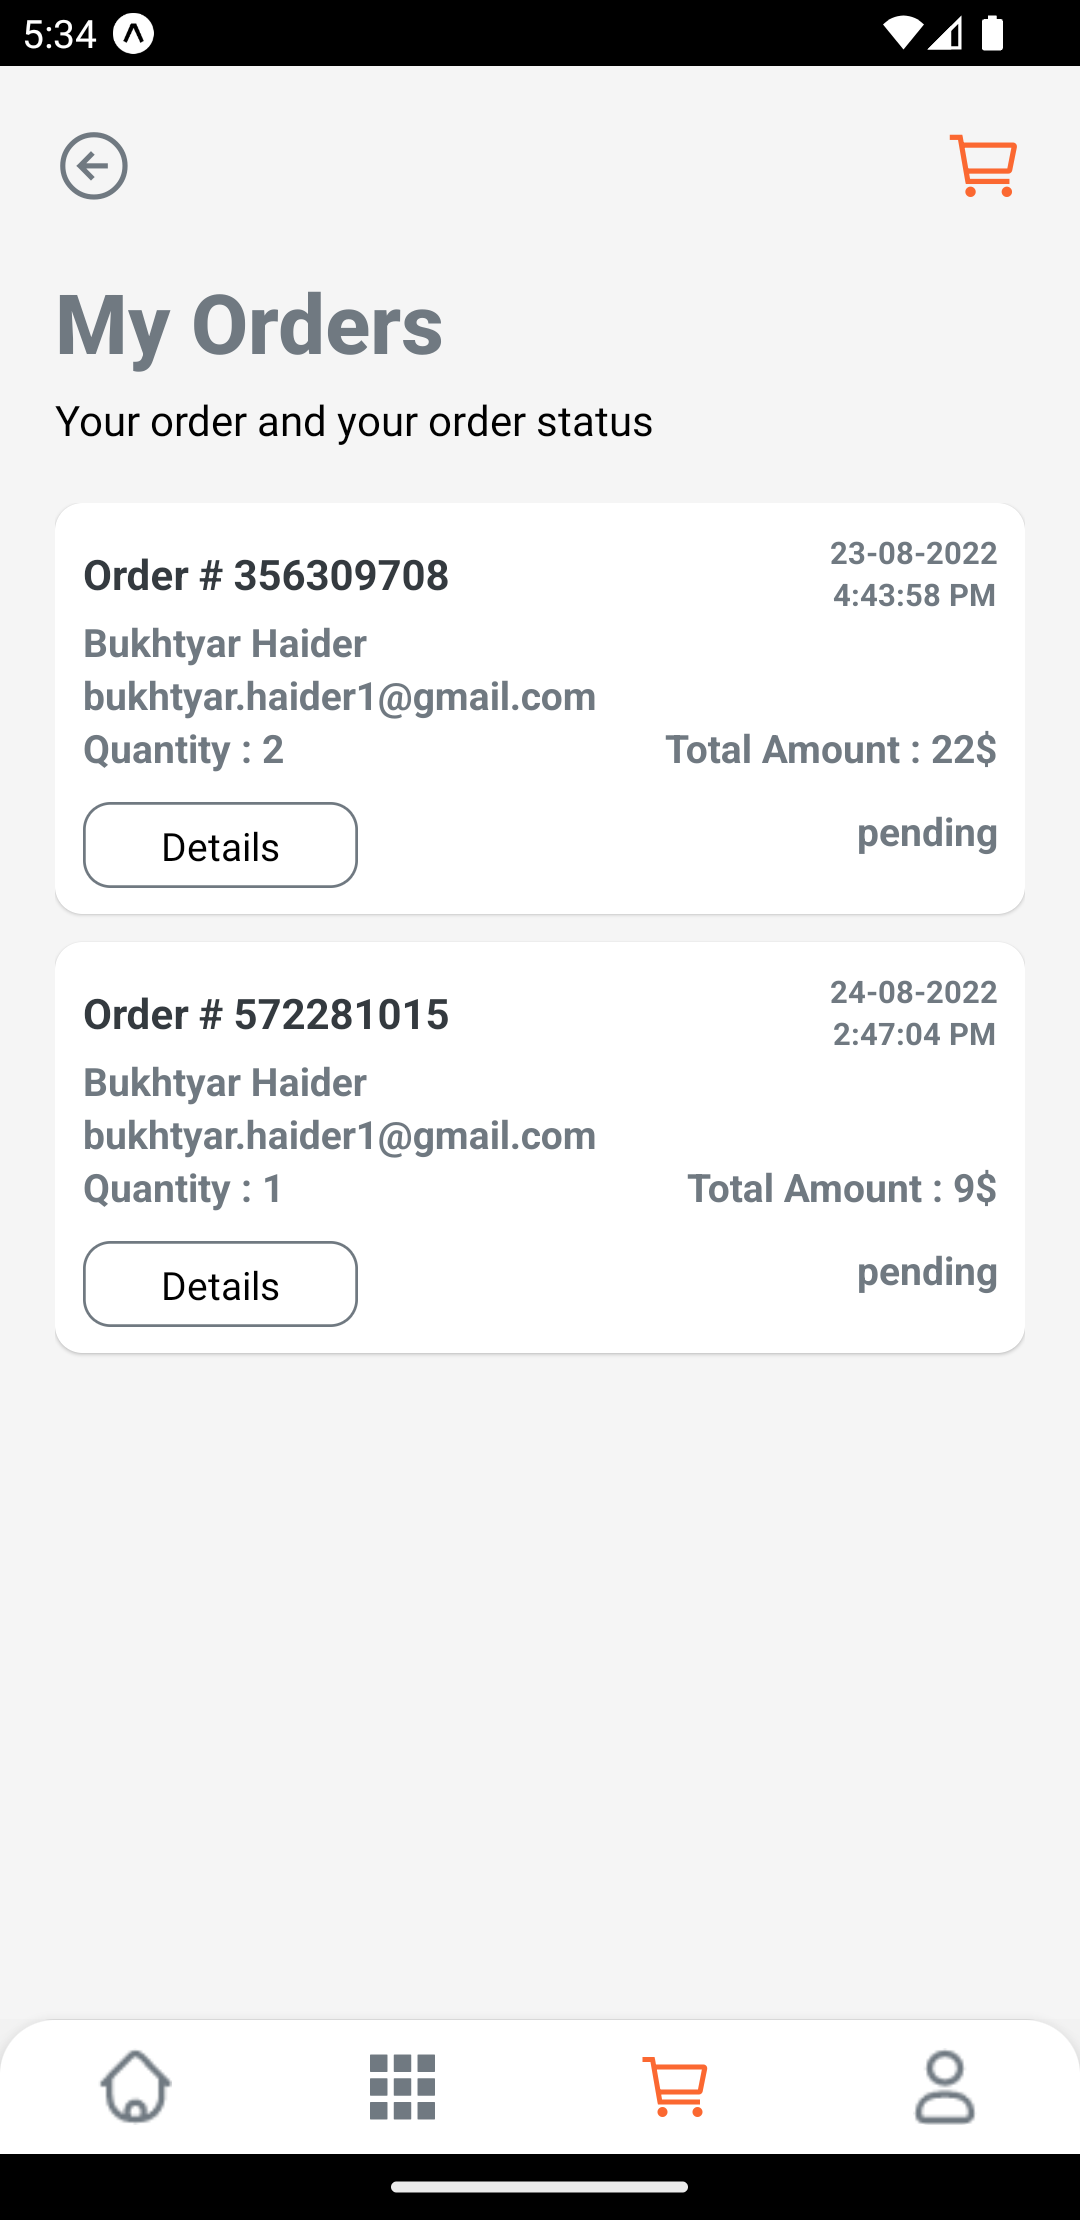 5:34
My Orders
Your order and your order status
Order # 356309708
23-08-2022
4:43:58 PM
Bukhtyar Haider
bukhtyar.haider1@gmail.com
Quantity : 2
Total Amount : 22$
Details
pending
Order # 572281015
24-08-2022
2:47:04 PM
Bukhtyar Haider
bukhtyar.haider1@gmail.com
Quantity : 1
Total Amount : 9$
Details
pending